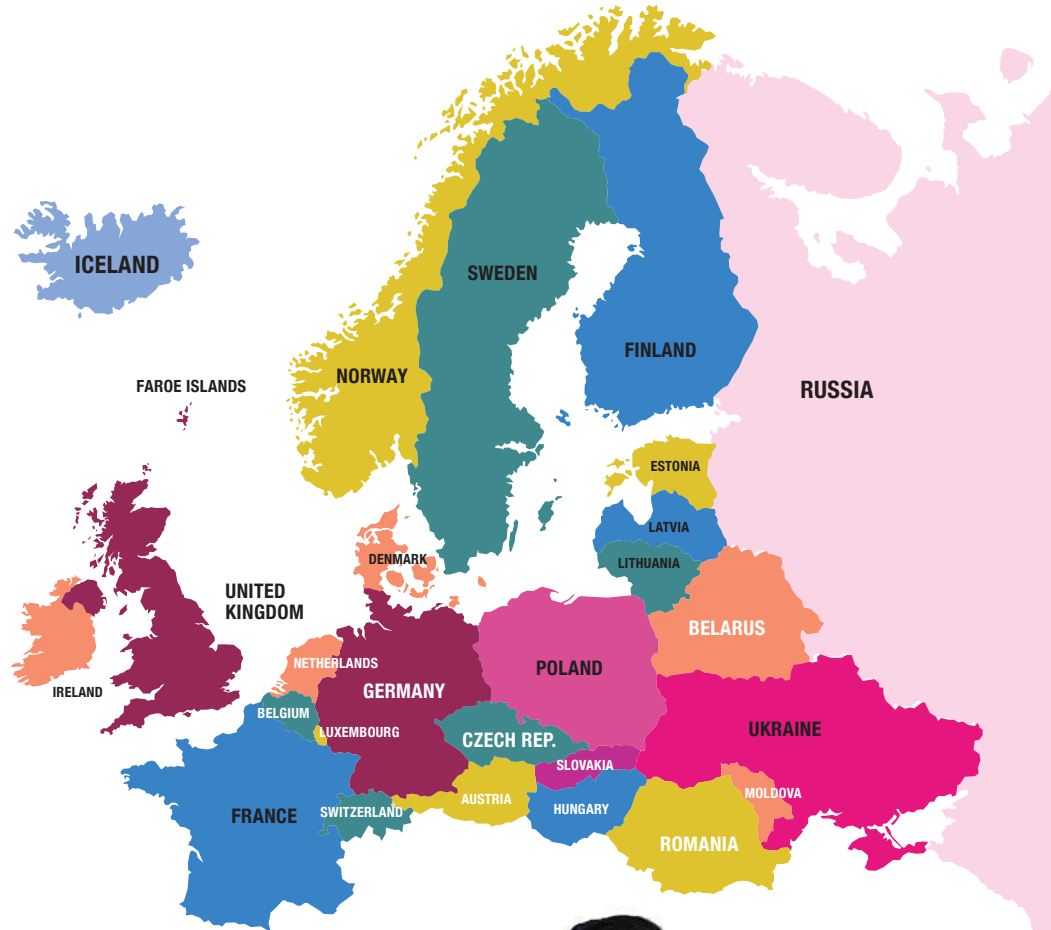 ICELAND
SWEDEN
FINLAND
NORWAY
FAROE ISLANDS
RUSSIA
ESTONIA
LATVIA
DENMARK
LITHUANIA
UNITED
KINGDOM
BELARUS
NETHERLANDS
POLAND
IRELAND
GERMANY
BELGIUM
LUXEMBOURG
UKRAINE
CZECH REP.
SLOVAKIA
MOLDOVA
AUSTRIA
HUNGARY
SWITZERLAND
FRANCE
ROMANIA